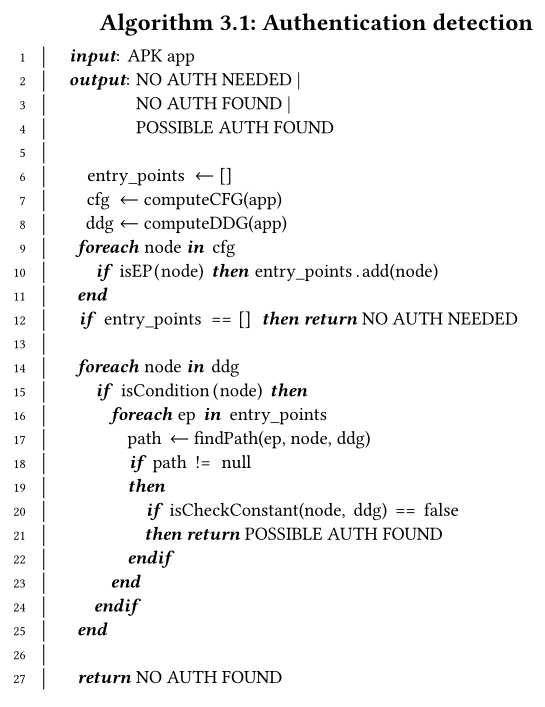 Algorithm 3.1: Authentication detection
1 input: APK app
2 output: NO AUTH NEEDED |
3 NO AUTH FOUND |
4 POSSIBLE AUTH FOUND
5
6 entry_points ← []
7 cfg ← computeCFG(app)
8 ddg ← computeDDG(app)
9 foreach node in cfg
10 if isEP(node) then entry_points.add(node)
11 end
12 if entry_points == [] then return NO AUTH NEEDED
13
14 foreach node in ddg
15 if isCondition(node) then
16 foreach ep in entry_points
17 path ← findPath(ep, node, ddg)
18 if path != null
19 then
20 if isCheckConstant(node, ddg) == false
21 then return POSSIBLE AUTH FOUND
22 endif
23 end
24 endif
25 end
26
27 return NO AUTH FOUND